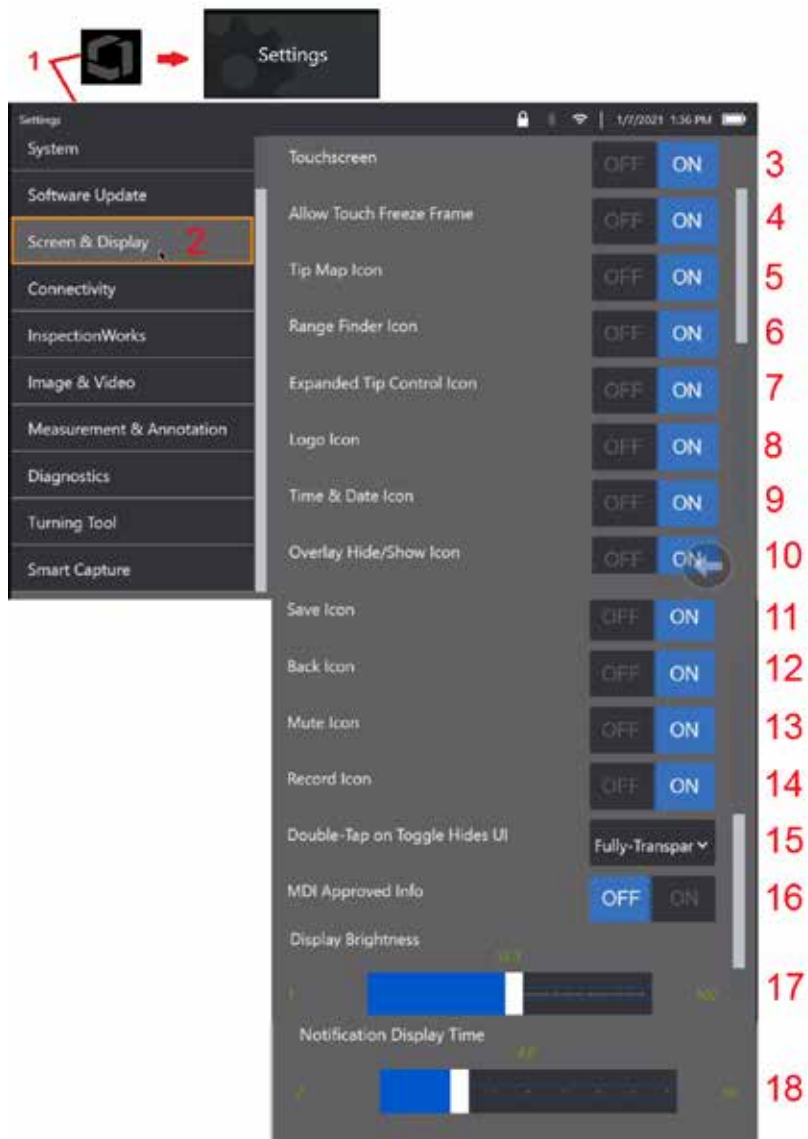 1
Settings
Settings
1/7/2021 1:36 PM
System
Software Update
Screen & Display 2
Connectivity
InspectionWorks
Image & Video
Measurement & Annotation
Diagnostics
Turning Tool
Smart Capture
Touchscreen OFF ON 3
Allow Touch Freeze Frame OFF ON 4
Tip Map Icon OFF ON 5
Range Finder Icon OFF ON 6
Expanded Tip Control Icon OFF ON 7
Logo Icon OFF ON 8
Time & Date Icon OFF ON 9
Overlay Hide/Show Icon OFF ON 10
Save Icon OFF ON 11
Back Icon OFF ON 12
Mute Icon OFF ON 13
Record Icon OFF ON 14
Double-Tap on Toggle Hides UI Fully-Transpar 15
MDI Approved Info OFF ON 16
Display Brightness
17
Notification Display Time
18